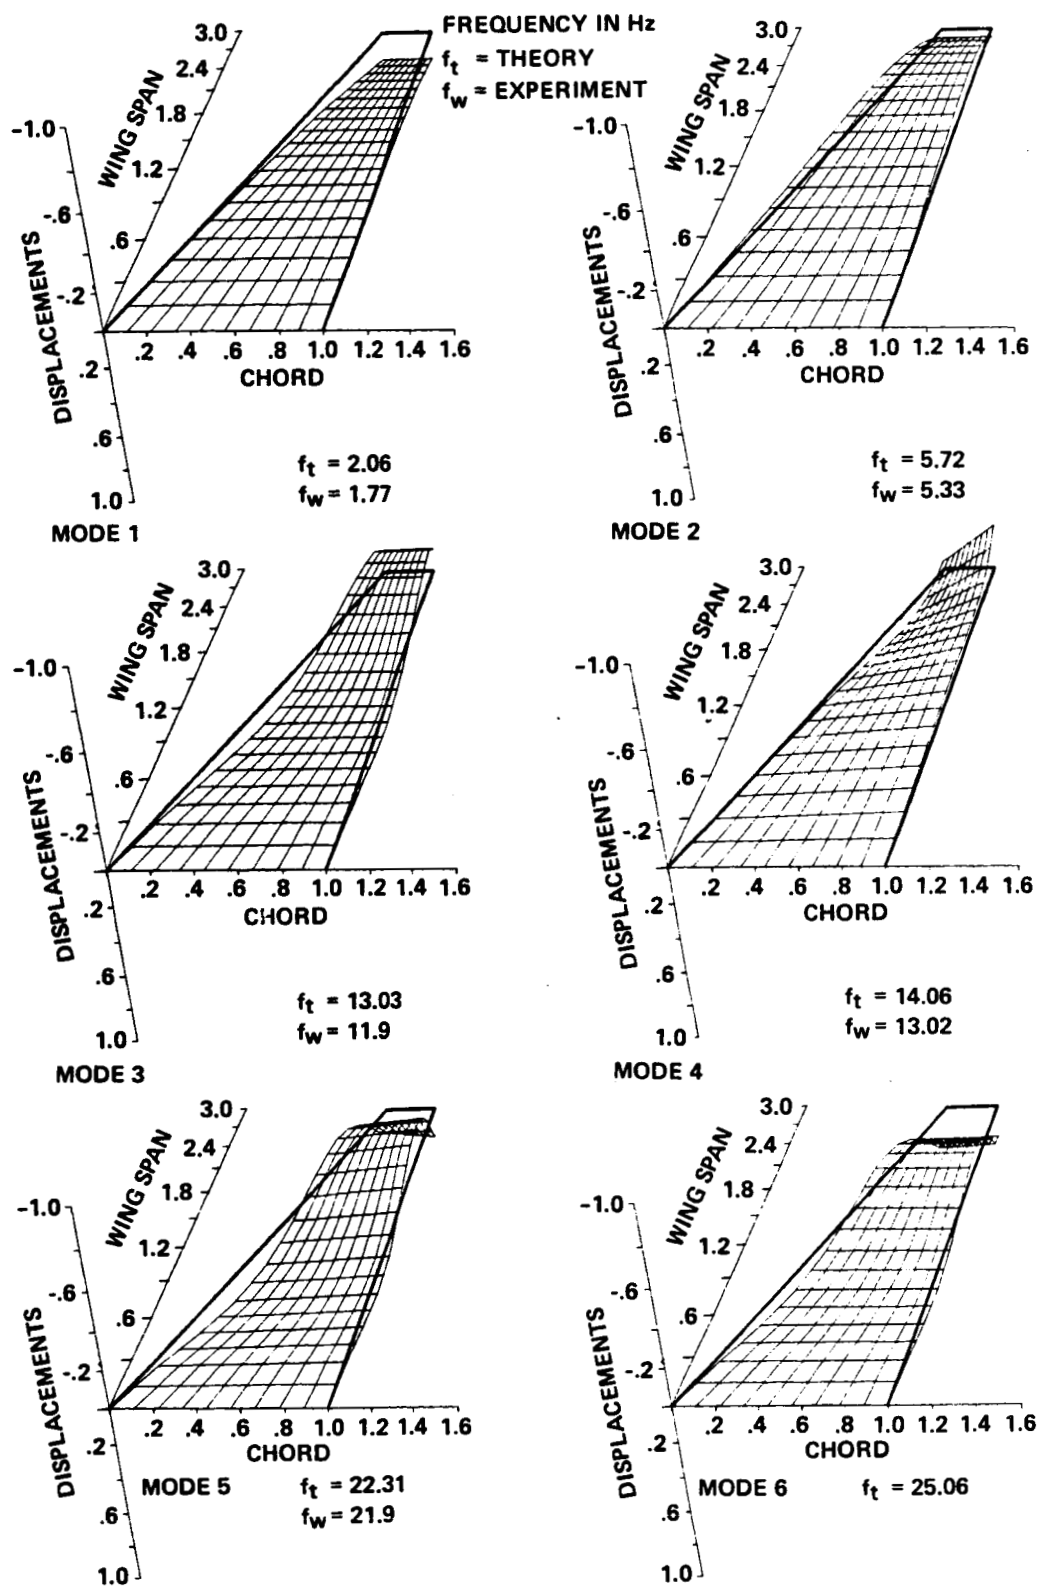 FREQUENCY IN Hz
ft = THEORY
fw = EXPERIMENT
WING SPAN
3.0
2.4
1.8
1.2
.6
DISPLACEMENTS
-1.0
-.6
-.2
.2
.6
1.0
.2 .4 .6 .8 1.0 1.2 1.4 1.6
CHORD
ft = 2.06
fw = 1.77
MODE 1
WING SPAN
3.0
2.4
1.8
1.2
.6
DISPLACEMENTS
-1.0
-.6
-.2
.2
.6
1.0
.2 .4 .6 .8 1.0 1.2 1.4 1.6
CHORD
ft = 5.72
fw = 5.33
MODE 2
WING SPAN
3.0
2.4
1.8
1.2
.6
DISPLACEMENTS
-1.0
-.6
-.2
.2
.6
1.0
.2 .4 .6 .8 1.0 1.2 1.4 1.6
CHORD
ft = 13.03
fw = 11.9
MODE 3
WING SPAN
3.0
2.4
1.8
1.2
.6
DISPLACEMENTS
-1.0
-.6
-.2
.2
.6
1.0
.2 .4 .6 .8 1.0 1.2 1.4 1.6
CHORD
ft = 14.06
fw = 13.02
MODE 4
WING SPAN
3.0
2.4
1.8
1.2
.6
DISPLACEMENTS
-1.0
-.6
-.2
.2
.6
1.0
.2 .4 .6 .8 1.0 1.2 1.4 1.6
CHORD
MODE 5
ft = 22.31
fw = 21.9
WING SPAN
3.0
2.4
1.8
1.2
.6
DISPLACEMENTS
-1.0
-.6
-.2
.2
.6
1.0
.2 .4 .6 .8 1.0 1.2 1.4 1.6
CHORD
MODE 6
ft = 25.06